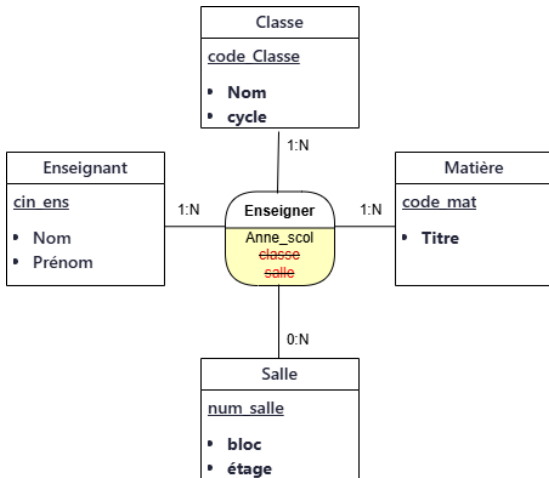 Classe
code_Classe
• Nom
• cycle
1:N
Enseignant
cin_ens
• Nom
• Prénom
1:N
Enseigner
Anne_scol
classe
salle
1:N
Matière
code_mat
• Titre
0:N
Salle
num_salle
• bloc
• étage